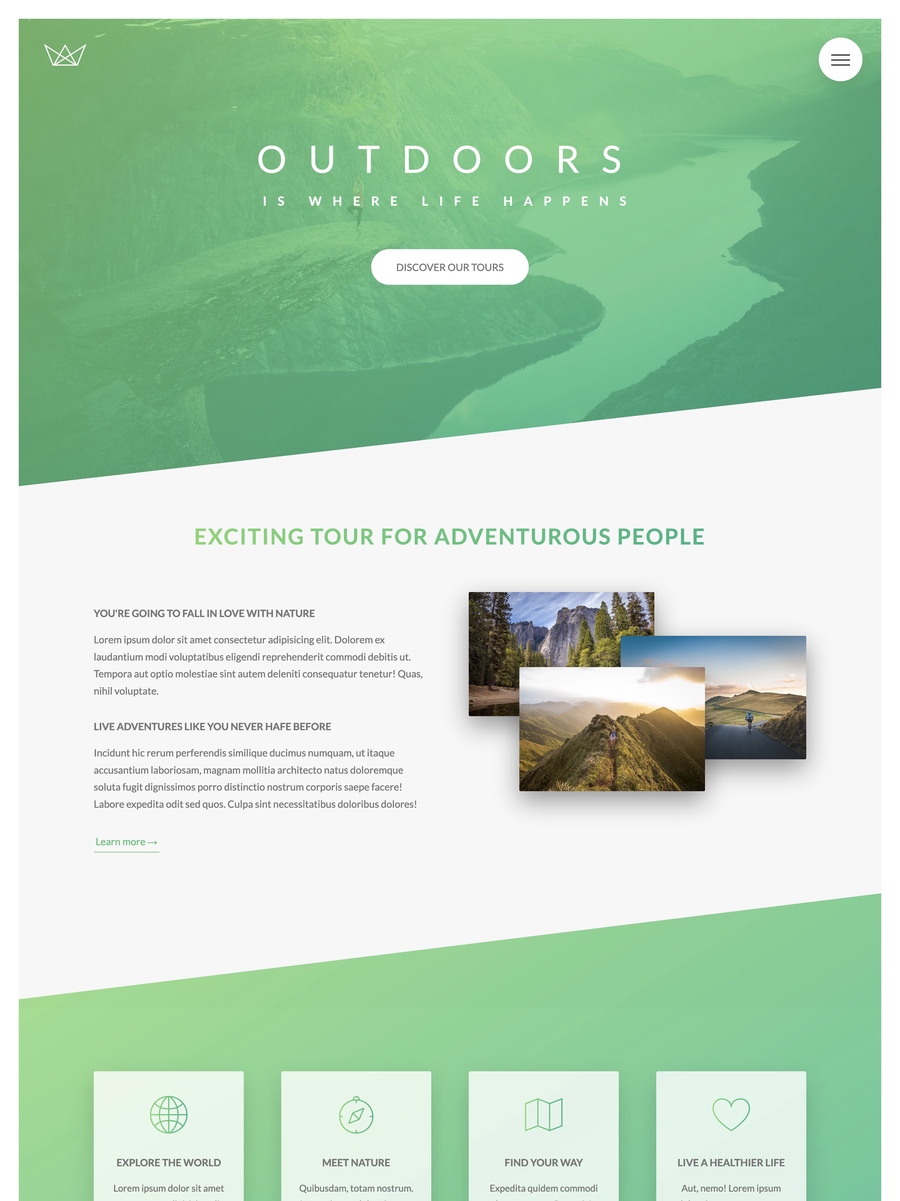 OUTDOORS
IS WHERE LIFE HAPPENS
DISCOVER OUR TOURS
EXCITING TOUR FOR ADVENTUROUS PEOPLE
YOU'RE GOING TO FALL IN LOVE WITH NATURE
Lorem ipsum dolor sit amet consectetur adipisicing elit. Dolorem ex
laudantium modi voluptatibus eligendi reprehenderit commodi debitis ut.
Tempora aut optio molestiae sint autem deleniti consequatur tenetur! Quas,
nihil voluptate.
LIVE ADVENTURES LIKE YOU NEVER HAFE BEFORE
Incidunt hic rerum perferendis similique ducimus numquam, ut itaque
accusantium laboriosam, magnam mollitia architecto natus doloremque
soluta fugit dignissimos porro distinctio nostrum corporis saepe facere!
Labore expedita odit sed quos. Culpa sint necessitatibus doloribus dolores!
Learn more →
EXPLORE THE WORLD
Lorem ipsum dolor sit amet
MEET NATURE
Quibusdam, totam nostrum.
FIND YOUR WAY
Expedita quidem commodi
LIVE A HEALTHIER LIFE
Aut, nemo! Lorem ipsum